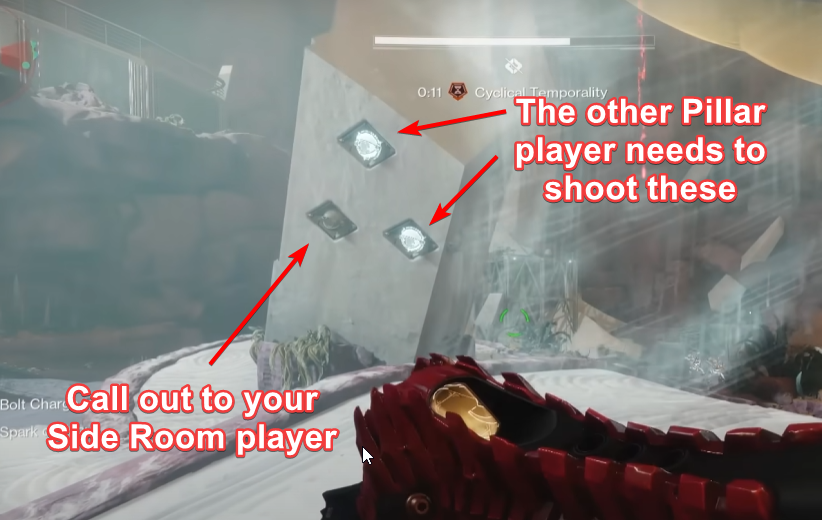 0:11 Cyclical Temporality
The other Pillar
player needs to
shoot these
Bolt Charg
Call out to your
Spark
Side Room player